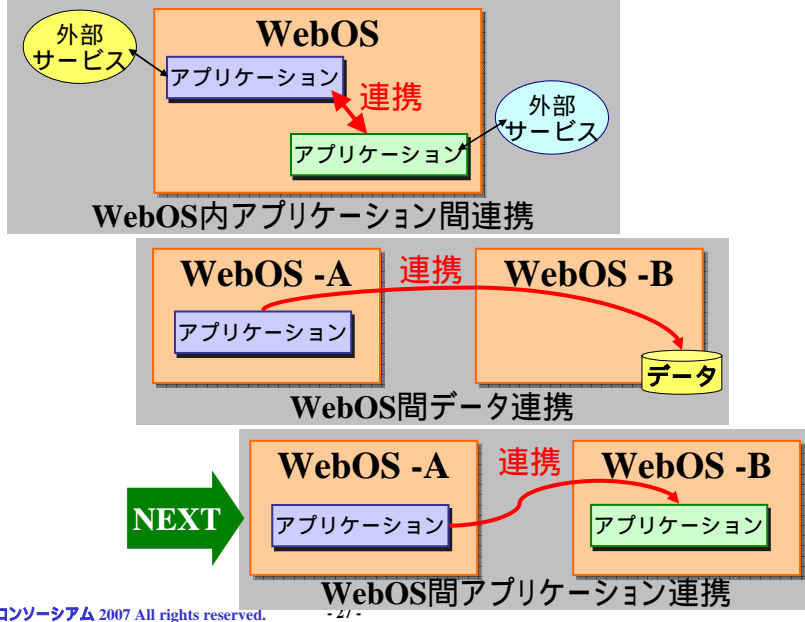 外部
サービス
WebOS
アプリケーション
連携
外部
サービス
アプリケーション
WebOS内アプリケーション間連携
WebOS -A
連携
WebOS -B
アプリケーション
データ
WebOS間データ連携
NEXT
WebOS -A
連携
WebOS -B
アプリケーション
アプリケーション
WebOS間アプリケーション連携
コンソーシアム 2007 All rights reserved.
- 27 -